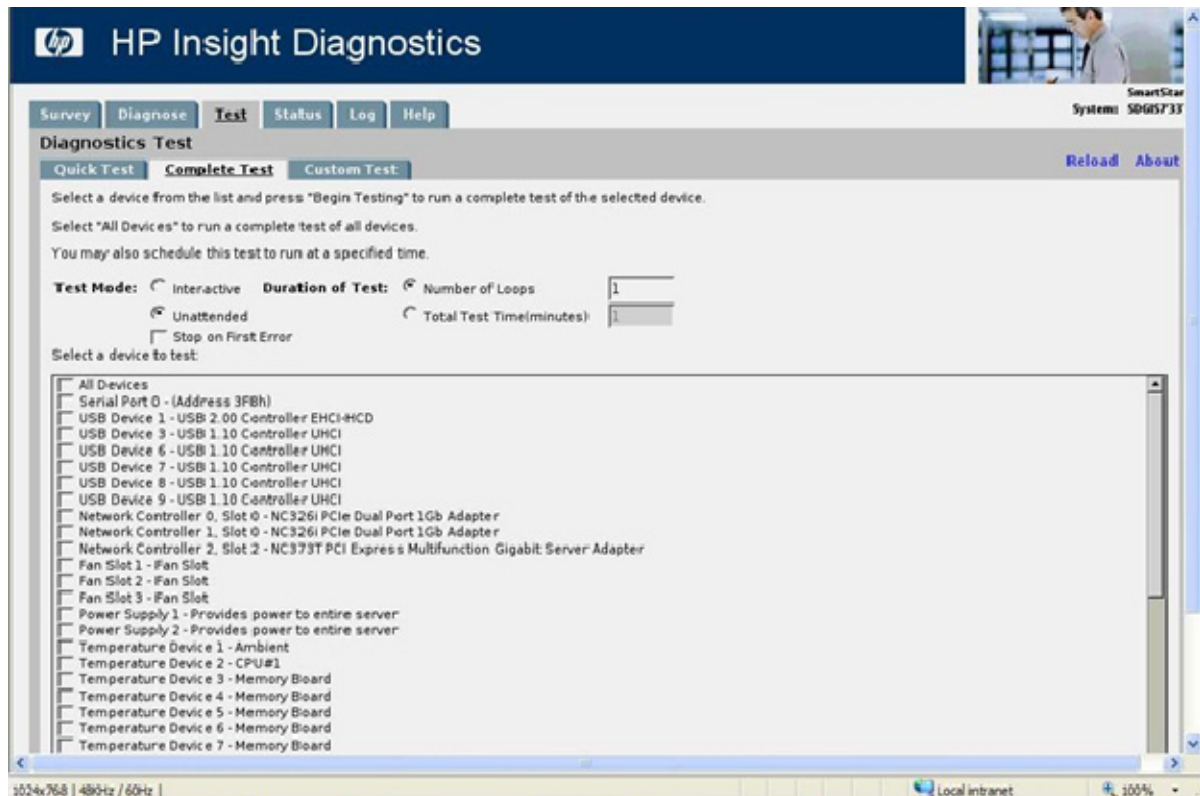 hp HP Insight Diagnostics
SmartStar
Survey Diagnose Test Status Log Help
System: SDGIS733
Diagnostics Test
Quick Test Complete Test Custom Test
Reload About
Select a device from the list and press "Begin Testing" to run a complete test of the selected device.
Select "All Devices" to run a complete test of all devices.
You may also schedule this test to run at a specified time.
Test Mode: Interactive Duration of Test: Number of Loops 1
Unattended Total Test Time(minutes): 1
Stop on First Error
Select a device to test:
All Devices
Serial Port 0 - (Address 3F8h)
USB Device 1 - USB 2.00 Controller EHCI-HCD
USB Device 3 - USB 1.10 Controller UHCI
USB Device 6 - USB 1.10 Controller UHCI
USB Device 7 - USB 1.10 Controller UHCI
USB Device 8 - USB 1.10 Controller UHCI
USB Device 9 - USB 1.10 Controller UHCI
Network Controller 0, Slot 0 - NC326i PCIe Dual Port 1Gb Adapter
Network Controller 1, Slot 0 - NC326i PCIe Dual Port 1Gb Adapter
Network Controller 2, Slot 2 - NC373T PCI Express Multifunction Gigabit Server Adapter
Fan Slot 1 - Fan Slot
Fan Slot 2 - Fan Slot
Fan Slot 3 - Fan Slot
Power Supply 1 - Provides power to entire server
Power Supply 2 - Provides power to entire server
Temperature Device 1 - Ambient
Temperature Device 2 - CPU#1
Temperature Device 3 - Memory Board
Temperature Device 4 - Memory Board
Temperature Device 5 - Memory Board
Temperature Device 6 - Memory Board
Temperature Device 7 - Memory Board
1024x768 | 48KHz / 60Hz | Local intranet 100%